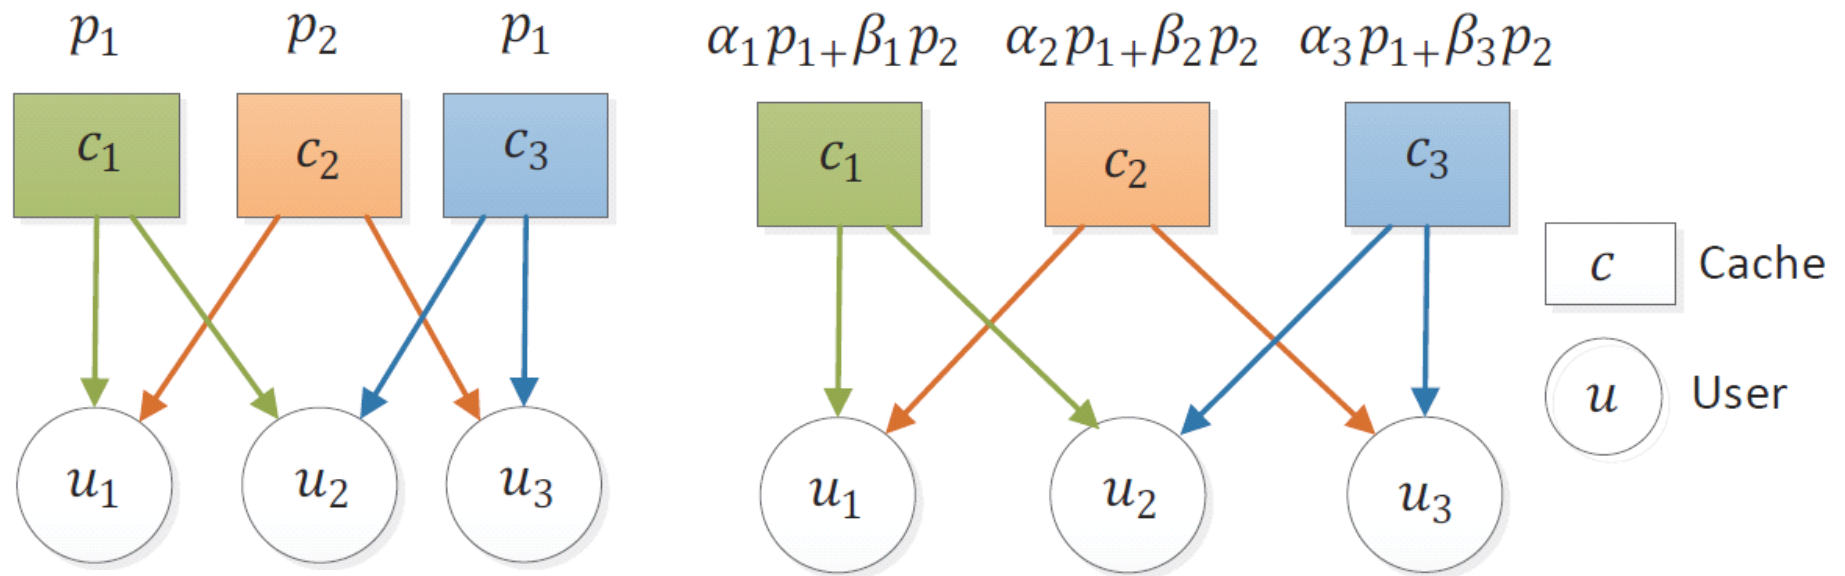 p₁ p₂ p₁ α₁p₁+β₁p₂ α₂p₁+β₂p₂ α₃p₁+β₃p₂
c₁ c₂ c₃ c₁ c₂ c₃
c Cache
u User
u₁ u₂ u₃ u₁ u₂ u₃